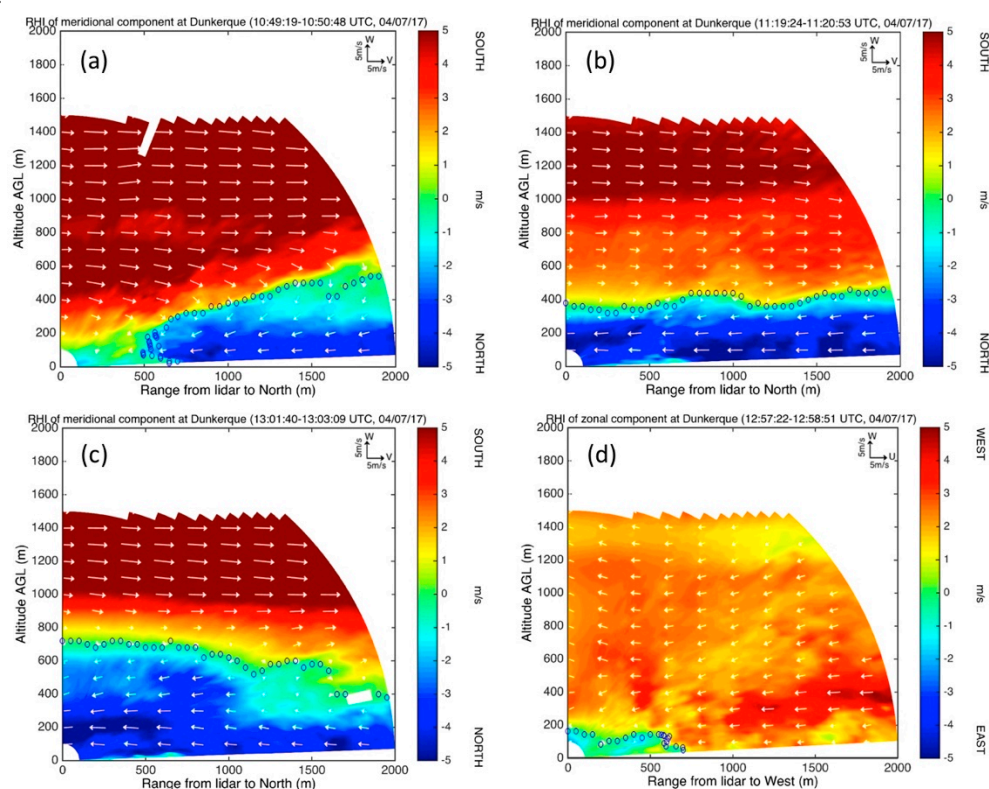 RHI of meridional component at Dunkerque (10:49:19-10:50:48 UTC, 04/07/17)
(a)
W
5m/s
V
5m/s
SOUTH
m/s
NORTH
5
4
3
2
1
0
-1
-2
-3
-4
-5
Altitude AGL (m)
2000
1800
1600
1400
1200
1000
800
600
400
200
0
0 500 1000 1500 2000
Range from lidar to North (m)
RHI of meridional component at Dunkerque (11:19:24-11:20:53 UTC, 04/07/17)
(b)
W
5m/s
V
5m/s
SOUTH
m/s
NORTH
5
4
3
2
1
0
-1
-2
-3
-4
-5
Altitude AGL (m)
2000
1800
1600
1400
1200
1000
800
600
400
200
0
0 500 1000 1500 2000
Range from lidar to North (m)
RHI of meridional component at Dunkerque (13:01:40-13:03:09 UTC, 04/07/17)
(c)
W
5m/s
V
5m/s
SOUTH
m/s
NORTH
5
4
3
2
1
0
-1
-2
-3
-4
-5
Altitude AGL (m)
2000
1800
1600
1400
1200
1000
800
600
400
200
0
0 500 1000 1500 2000
Range from lidar to North (m)
RHI of zonal component at Dunkerque (12:57:22-12:58:51 UTC, 04/07/17)
(d)
W
5m/s
U
5m/s
WEST
m/s
EAST
5
4
3
2
1
0
-1
-2
-3
-4
-5
Altitude AGL (m)
2000
1800
1600
1400
1200
1000
800
600
400
200
0
0 500 1000 1500 2000
Range from lidar to West (m)